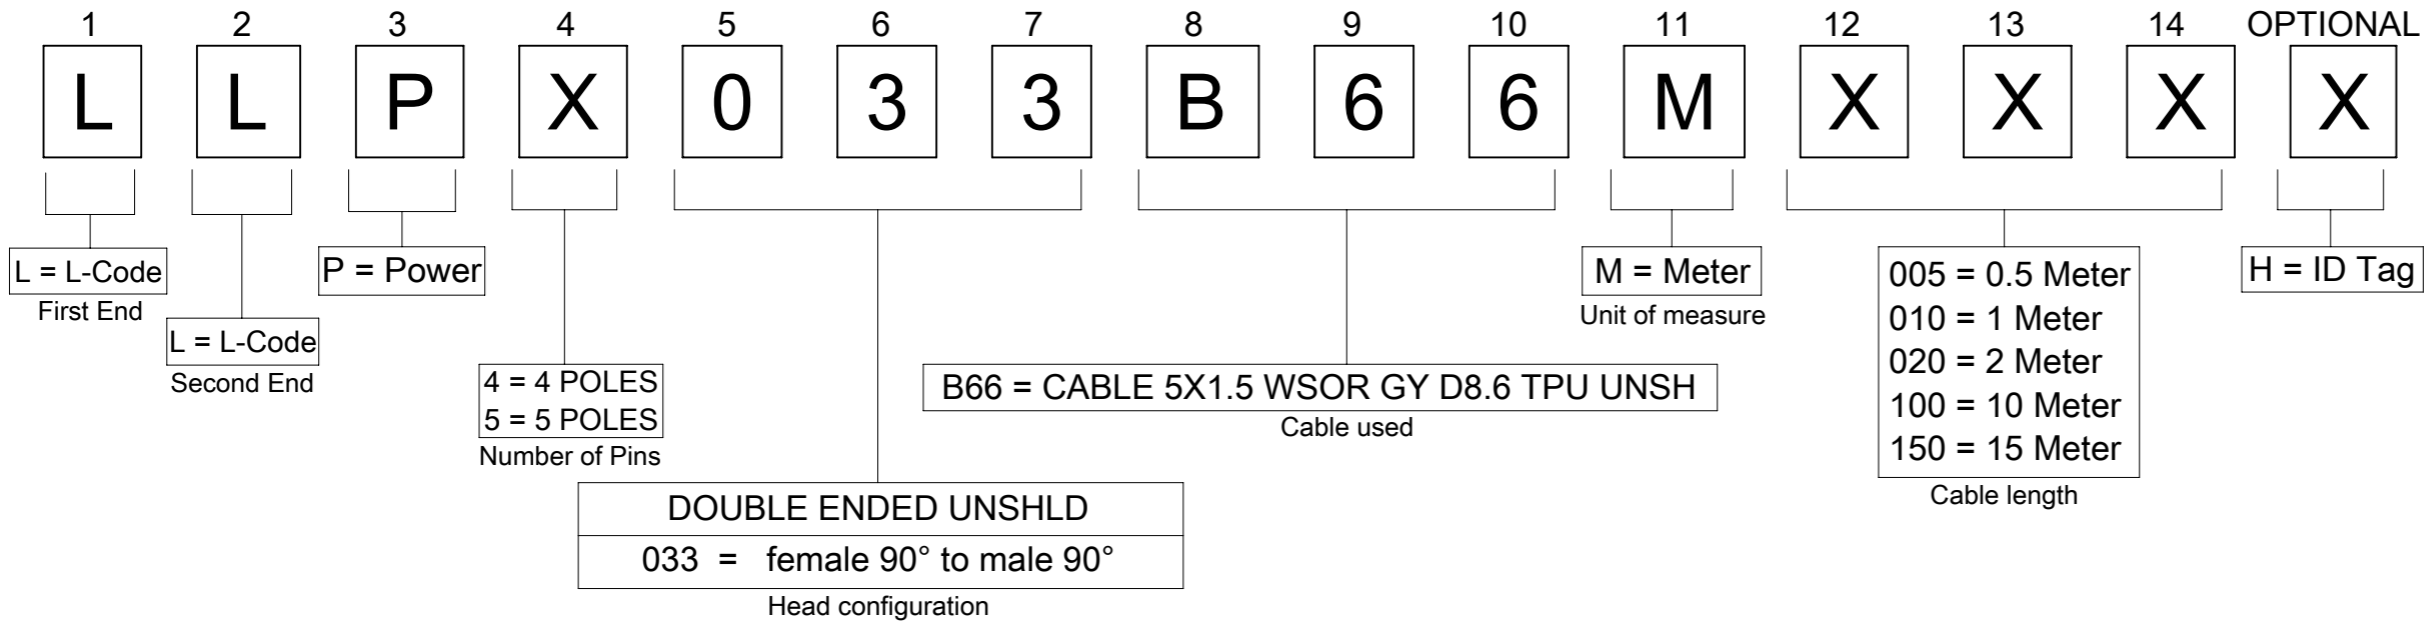 1 2 3 4 5 6 7 8 9 10 11 12 13 14 OPTIONAL
L L P X 0 3 3 B 6 6 M X X X X
L = L-Code
First End
L = L-Code
Second End
P = Power
4 = 4 POLES
5 = 5 POLES
Number of Pins
DOUBLE ENDED UNSHLD
033 = female 90° to male 90°
Head configuration
B66 = CABLE 5X1.5 WSOR GY D8.6 TPU UNSH
Cable used
M = Meter
Unit of measure
005 = 0.5 Meter
010 = 1 Meter
020 = 2 Meter
100 = 10 Meter
150 = 15 Meter
Cable length
H = ID Tag